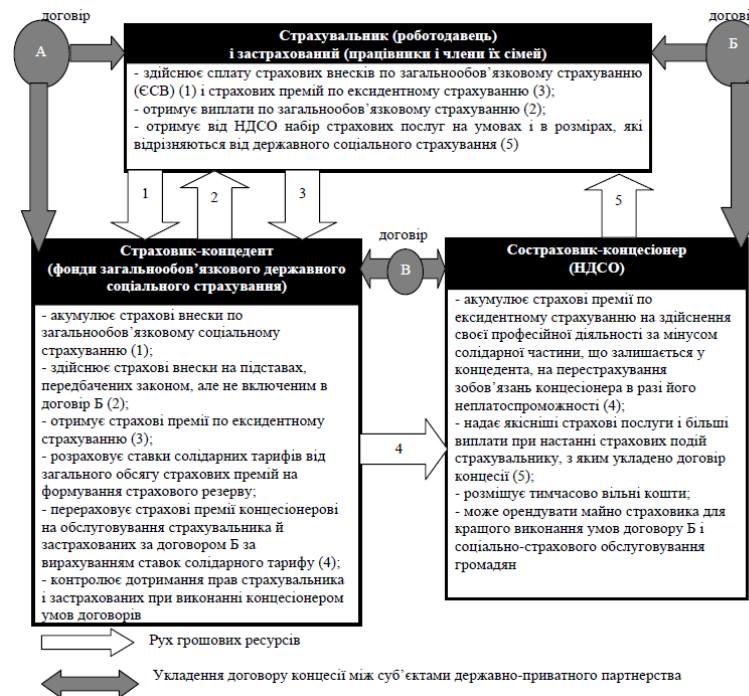 договір
договір
А
Б
Страхувальник (роботодавець)
і застрахований (працівники і члени їх сімей)
- здійснює сплату страхових внесків по загальнообов’язковому страхуванню
(ЄСВ) (1) і страхових премій по ексидентному страхуванню (3);
- отримує виплати по загальнообов’язковому страхуванню (2);
- отримує від НДСО набір страхових послуг на умовах і в розмірах, які
відрізняються від державного соціального страхування (5)
1
2
3
5
договір
В
Страховик-концедент
(фонди загальнообов’язкового державного
соціального страхування)
- акумулює страхові внески по
загальнообов’язковому соціальному
страхуванню (1);
- здійснює страхові внески на підставах,
передбачених законом, але не включеним в
договір Б (2);
- отримує страхові премії по ексидентному
страхуванню (3);
- розраховує ставки солідарних тарифів від
загального обсягу страхових премій на
формування страхового резерву;
- перераховує страхові премії концесіонерові
на обслуговування страхувальника й
застрахованих за договором Б за
вирахуванням ставок солідарного тарифу (4);
- контролює дотримання прав страхувальника
і застрахованих при виконанні концесіонером
умов договорів
4
Состраховик-концесіонер
(НДСО)
- акумулює страхові премії по
ексидентному страхуванню на здійснення
своєї професійної діяльності за мінусом
солідарної частини, що залишається у
концедента, на перестрахування
зобов’язань концесіонера в разі його
неплатоспроможності (4);
- надає якісніші страхові послуги і більші
виплати при настанні страхових подій
страхувальнику, з яким укладено договір
концесії (5);
- розміщує тимчасово вільні кошти;
- може орендувати майно страховика для
кращого виконання умов договору Б і
соціально-страхового обслуговування
громадян
Рух грошових ресурсів
Укладення договору концесії між суб’єктами державно-приватного партнерства